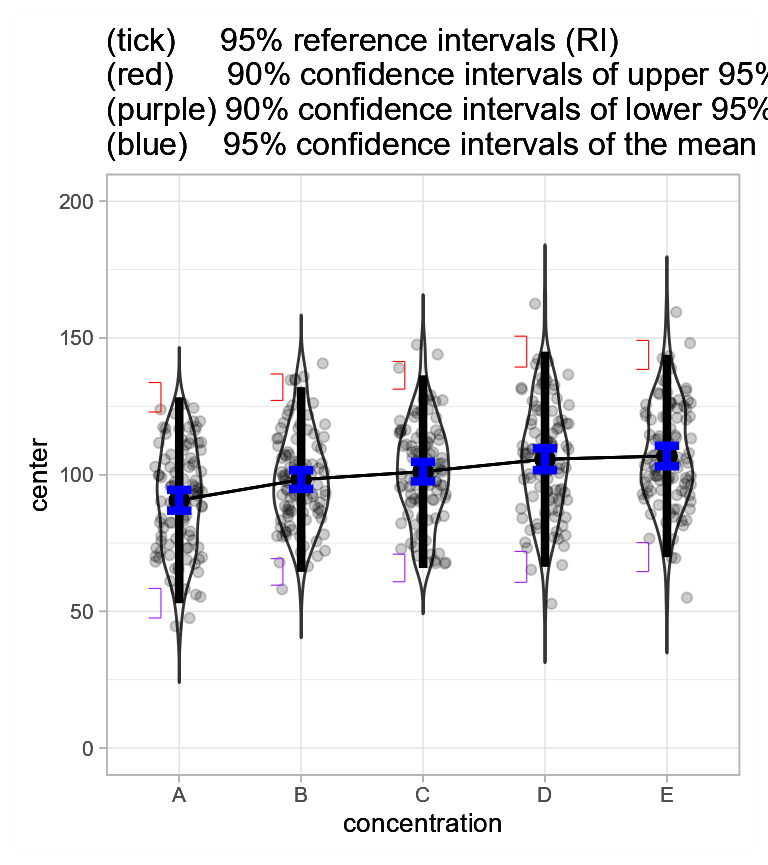 (tick) 95% reference intervals (RI)
(red) 90% confidence intervals of upper 95%
(purple) 90% confidence intervals of lower 95%
(blue) 95% confidence intervals of the mean
200
150
100
50
0
center
A B C D E
concentration